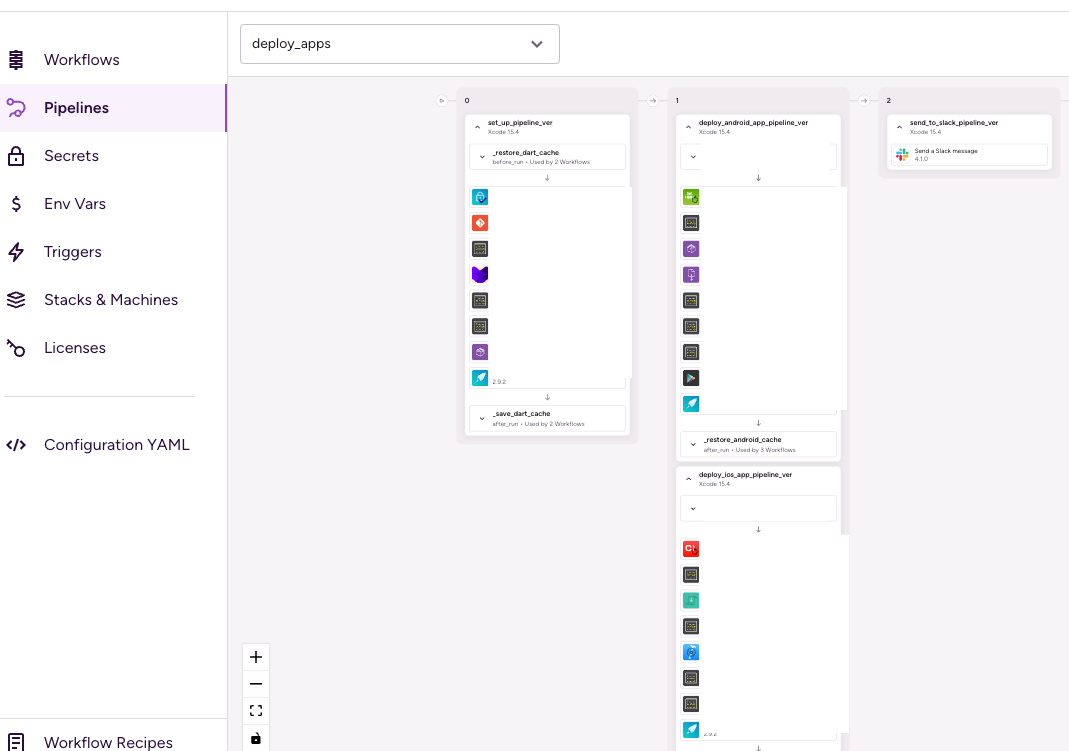 deploy_apps
Workflows
Pipelines
Secrets
Env Vars
Triggers
Stacks & Machines
Licenses
Configuration YAML
Workflow Recipes
0
set_up_pipeline_ver
Xcode 15.4
_restore_dart_cache
before_run • Used by 2 Workflows
2.9.2
_save_dart_cache
after_run • Used by 2 Workflows
1
deploy_android_app_pipeline_ver
Xcode 15.4
_restore_android_cache
after_run • Used by 3 Workflows
deploy_ios_app_pipeline_ver
Xcode 15.4
2.9.2
2
send_to_slack_pipeline_ver
Xcode 15.4
Send a Slack message
4.1.0